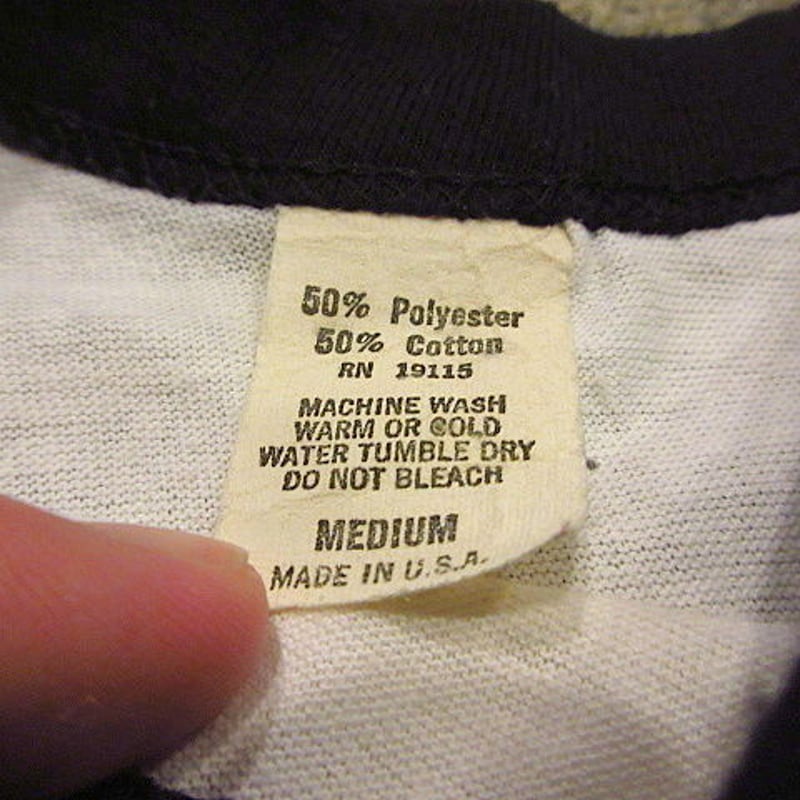 50% Polyester
50% Cotton
RN 19115
MACHINE WASH
WARM OR COLD
WATER TUMBLE DRY
DO NOT BLEACH
MEDIUM
MADE IN U.S.A.